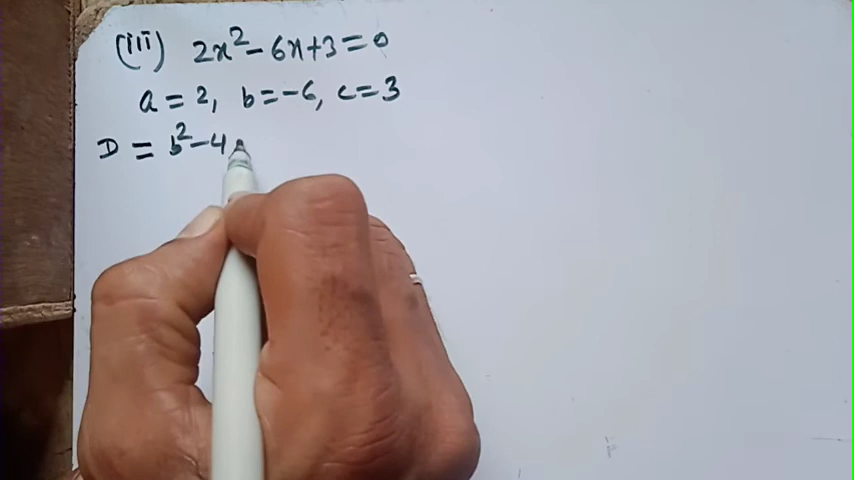 (iii) 2x² - 6x + 3 = 0
a = 2, b = -6, c = 3
D = b² - 4